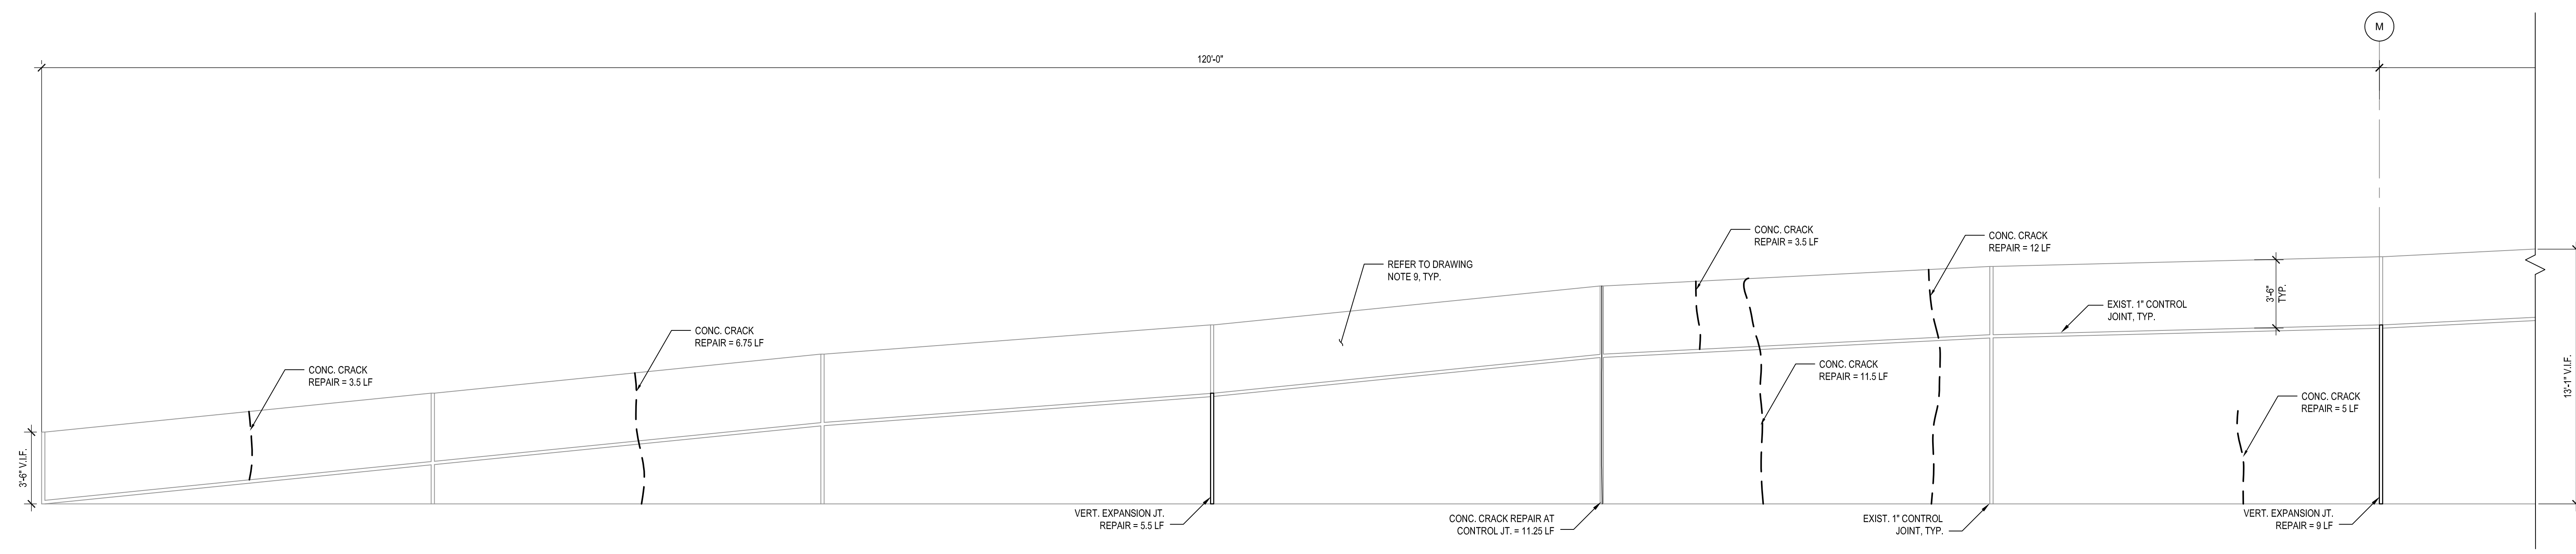 M
120'-0"
CONC. CRACK
REPAIR = 3.5 LF
CONC. CRACK
REPAIR = 12 LF
REFER TO DRAWING
NOTE 9, TYP.
3'-6"
TYP.
EXIST. 1" CONTROL
JOINT, TYP.
CONC. CRACK
REPAIR = 6.75 LF
CONC. CRACK
REPAIR = 3.5 LF
CONC. CRACK
REPAIR = 11.5 LF
CONC. CRACK
REPAIR = 5 LF
13'-1" V.I.F.
3'-6" V.I.F.
VERT. EXPANSION JT.
REPAIR = 5.5 LF
CONC. CRACK REPAIR AT
CONTROL JT. = 11.25 LF
EXIST. 1" CONTROL
JOINT, TYP.
VERT. EXPANSION JT.
REPAIR = 9 LF